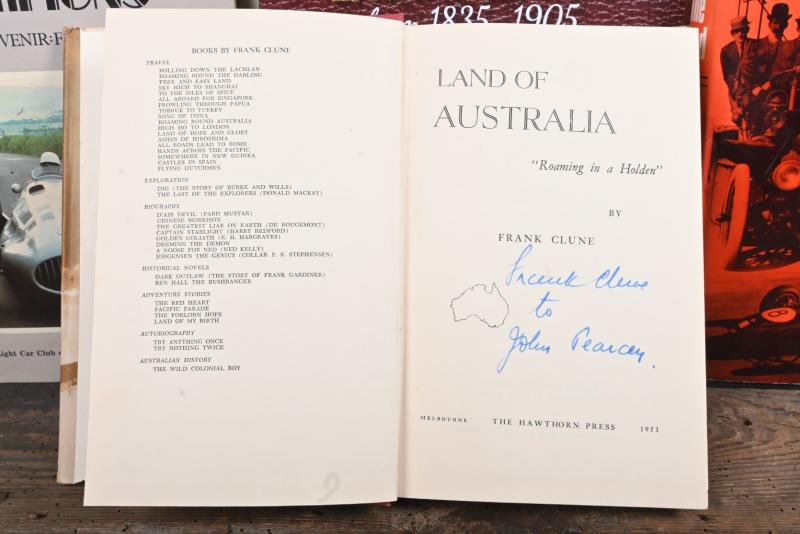 VENIR: F
Light Car Club
1835-1905
8
BOOKS BY FRANK CLUNE
TRAVEL
ROLLING DOWN THE LACHLAN
ROAMING ROUND THE DARLING
FREE AND EASY LAND
SKY HIGH TO SHANGHAI
TO THE ISLES OF SPICE
ALL ABOARD FOR SINGAPORE
PROWLING THROUGH PAPUA
TOBRUK TO TURKEY
SONG OF INDIA
ROAMING ROUND AUSTRALIA
HIGH HO TO LONDON
LAND OF HOPE AND GLORY
ASHES OF HIROSHIMA
ALL ROADS LEAD TO ROME
HANDS ACROSS THE PACIFIC
SOMEWHERE IN NEW GUINEA
CASTLES IN SPAIN
FLYING DUTCHMEN
EXPLORATION
DIG (THE STORY OF BURKE AND WILLS)
THE LAST OF THE EXPLORERS (DONALD MACKAY)
BIOGRAPHY
D'AIR DEVIL (PARD MUSTAR)
CHINESE MORRISON
THE GREATEST LIAR ON EARTH (DE ROUGEMONT)
CAPTAIN STARLIGHT (HARRY REDFORD)
GOLDEN GOLIATH (E. H. HARGRAVES)
DEEMING THE DEMON
A NOOSE FOR NED (NED KELLY)
JORGENSEN THE GENIUS (COLLAB P. R. STEPHENSEN)
HISTORICAL NOVELS
DARK OUTLAW (THE STORY OF FRANK GARDINER)
BEN HALL THE BUSHRANGER
ADVENTURE STORIES
THE RED HEART
PACIFIC PARADE
THE FORLORN HOPE
LAND OF MY BIRTH
AUTOBIOGRAPHY
TRY ANYTHING ONCE
TRY NOTHING TWICE
AUSTRALIAN HISTORY
THE WILD COLONIAL BOY
LAND OF
AUSTRALIA
"Roaming in a Holden"
BY
FRANK CLUNE
Frank Clune
to
John Pearcey.
MELBOURNE THE HAWTHORN PRESS 1953